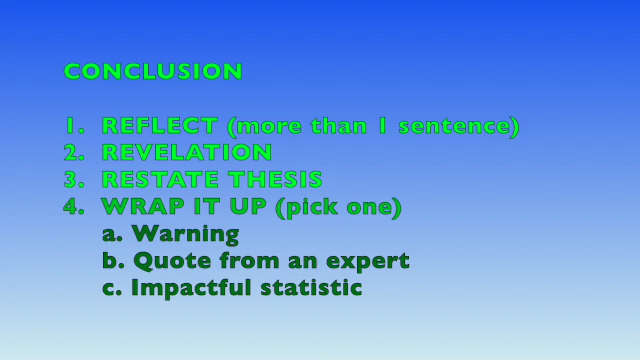 CONCLUSION
1. REFLECT (more than 1 sentence)
2. REVELATION
3. RESTATE THESIS
4. WRAP IT UP (pick one)
a. Warning
b. Quote from an expert
c. Impactful statistic